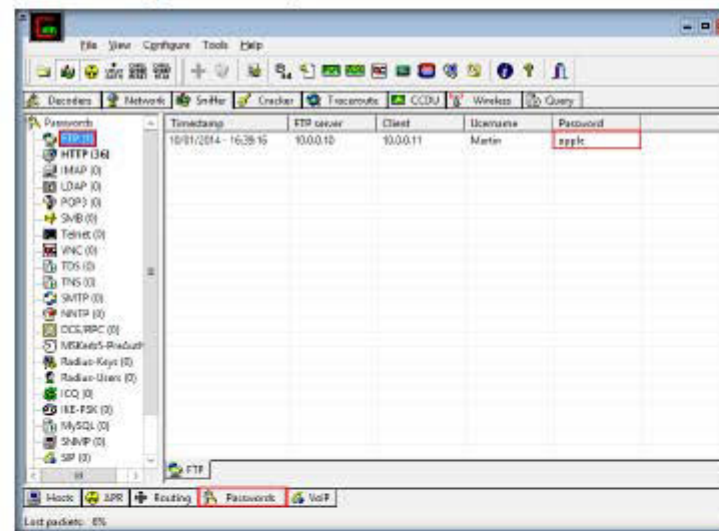 File View Configure Tools Help
Decoders Network Sniffer Cracker Traceroute CCDU Wireless Query
Passwords
FTP (1)
HTTP (36)
IMAP (0)
LDAP (0)
POP3 (0)
SMB (0)
Telnet (0)
VNC (0)
TDS (0)
TNS (0)
SMTP (0)
NNTP (0)
DCE/RPC (0)
MSKerb5-PreAuth
Radius-Keys (0)
Radius-Users (0)
ICQ (0)
IKE-PSK (0)
MySQL (0)
SNMP (0)
SIP (0)
Timestamp FTP server Client Username Password
10/01/2014 - 16:39:16 10.0.0.10 10.0.0.11 Martin apple
FTP
Hosts APR Routing Passwords VoIP
Lost packets: 0%